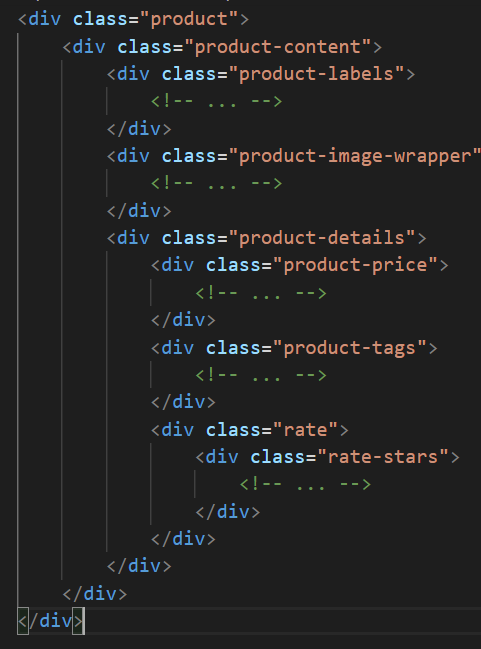 <div class="product">
<div class="product-content">
<div class="product-labels">
<!-- ... -->
</div>
<div class="product-image-wrapper"
<!-- ... -->
</div>
<div class="product-details">
<div class="product-price">
<!-- ... -->
</div>
<div class="product-tags">
<!-- ... -->
</div>
<div class="rate">
<div class="rate-stars">
<!-- ... -->
</div>
</div>
</div>
</div>
</div>